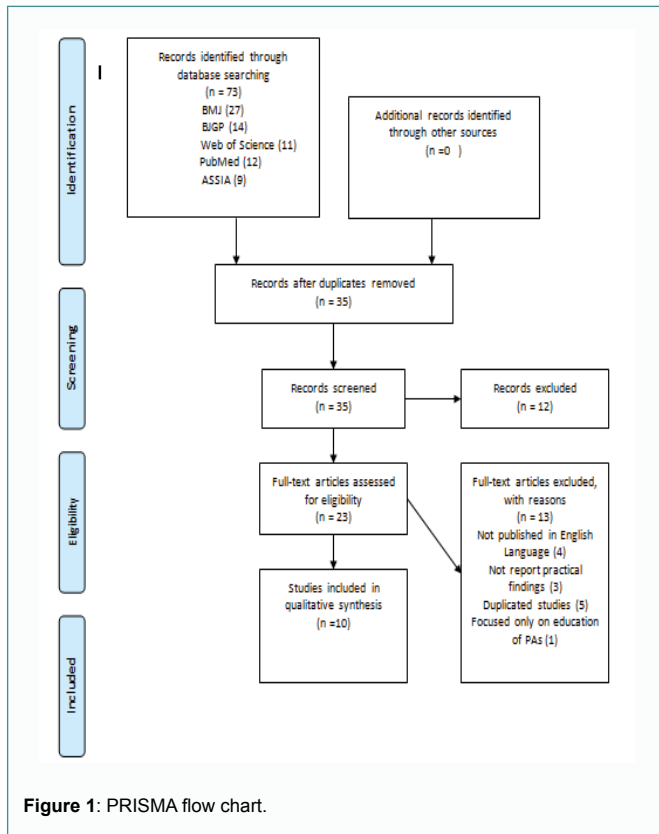 Identification
Records identified through
database searching
(n = 73)
BMJ (27)
BJGP (14)
Web of Science (11)
PubMed (12)
ASSIA (9)
Additional records identified
through other sources
(n =0 )
Records after duplicates removed
(n = 35)
Screening
Records screened
(n = 35)
Records excluded
(n = 12)
Eligibility
Full-text articles assessed
for eligibility
(n = 23)
Full-text articles excluded,
with reasons
(n = 13)
Not published in English
Language (4)
Not report practical
findings (3)
Duplicated studies (5)
Focused only on education
of PAs (1)
Included
Studies included in
qualitative synthesis
(n =10)
Figure 1: PRISMA flow chart.